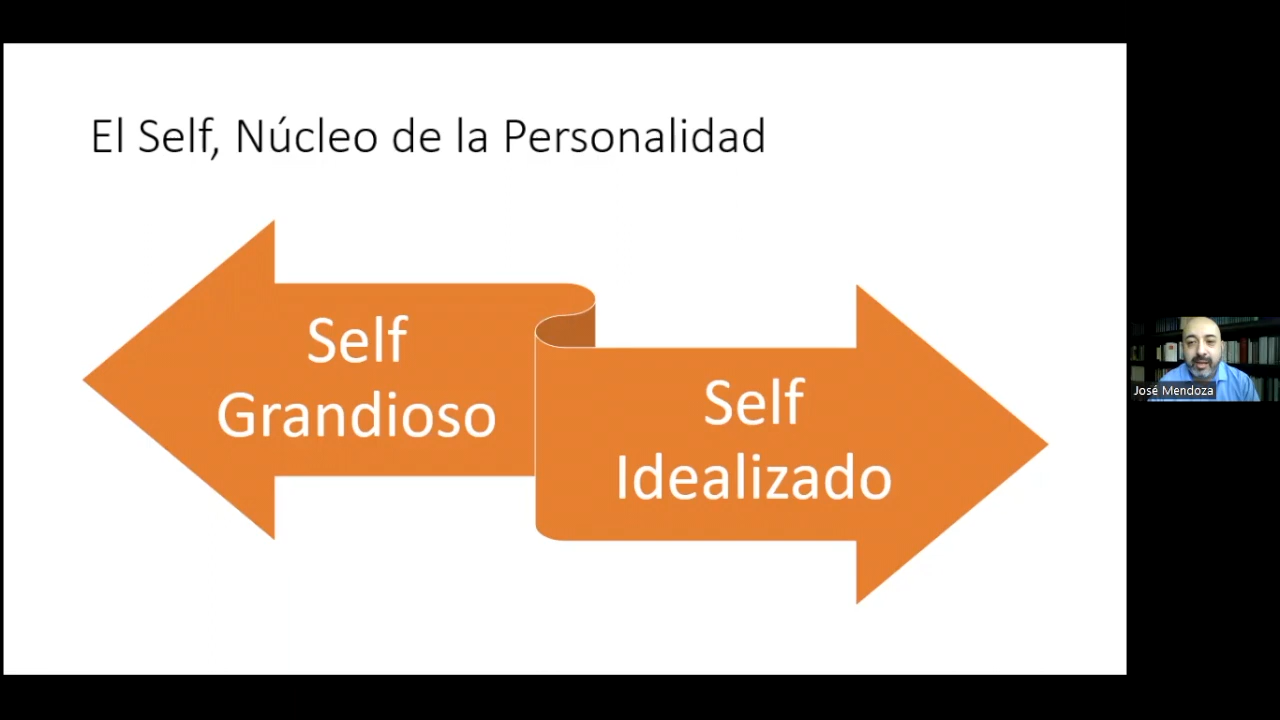 El Self, Núcleo de la Personalidad
Self
Grandioso
Self
Idealizado
José Mendoza